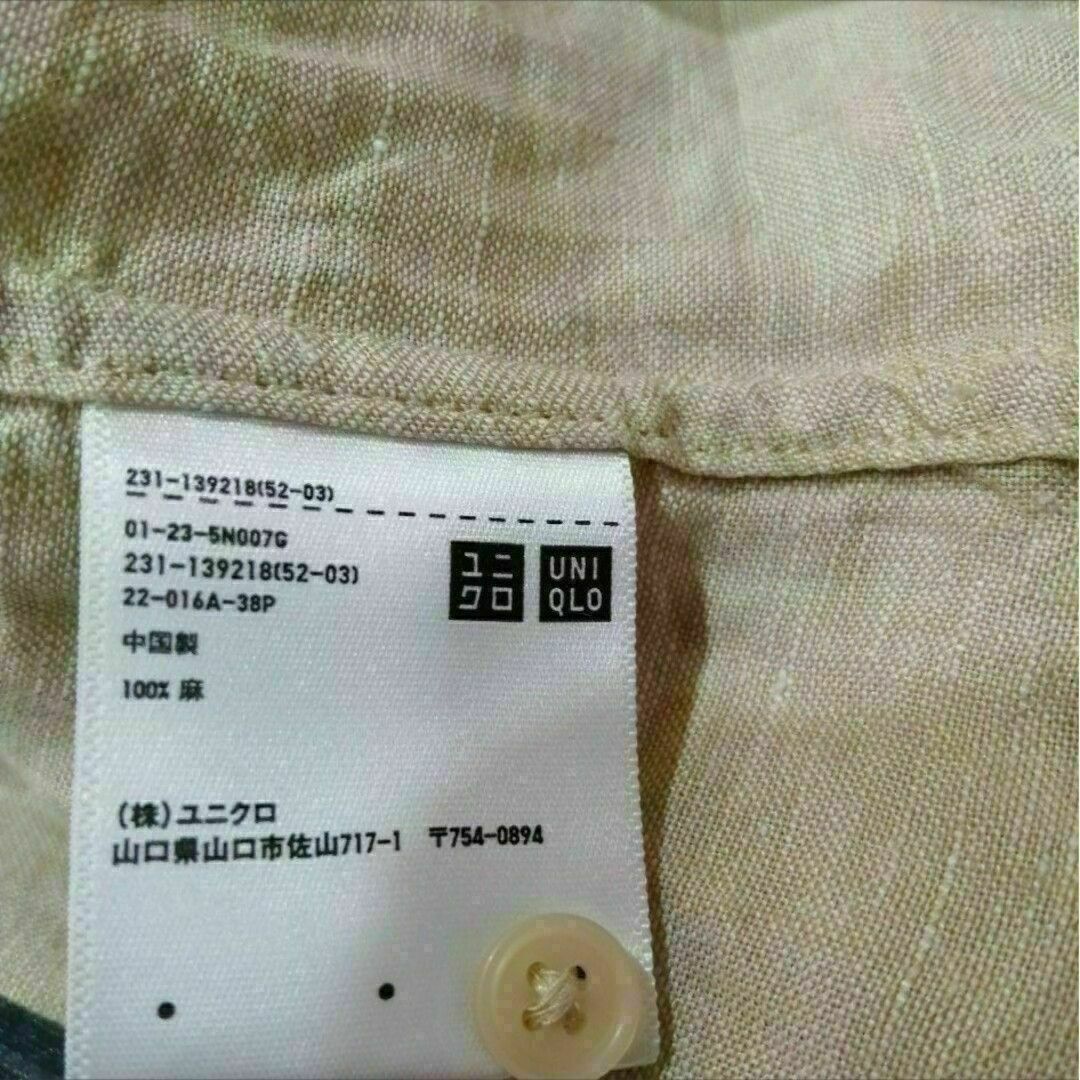 231-139218(52-03)
01-23-5N007G
231-139218(52-03)
22-016A-38P
ユニ
クロ
UNI
QLO
中国製
100% 麻
(株)ユニクロ
山口県山口市佐山717-1 〒754-0894